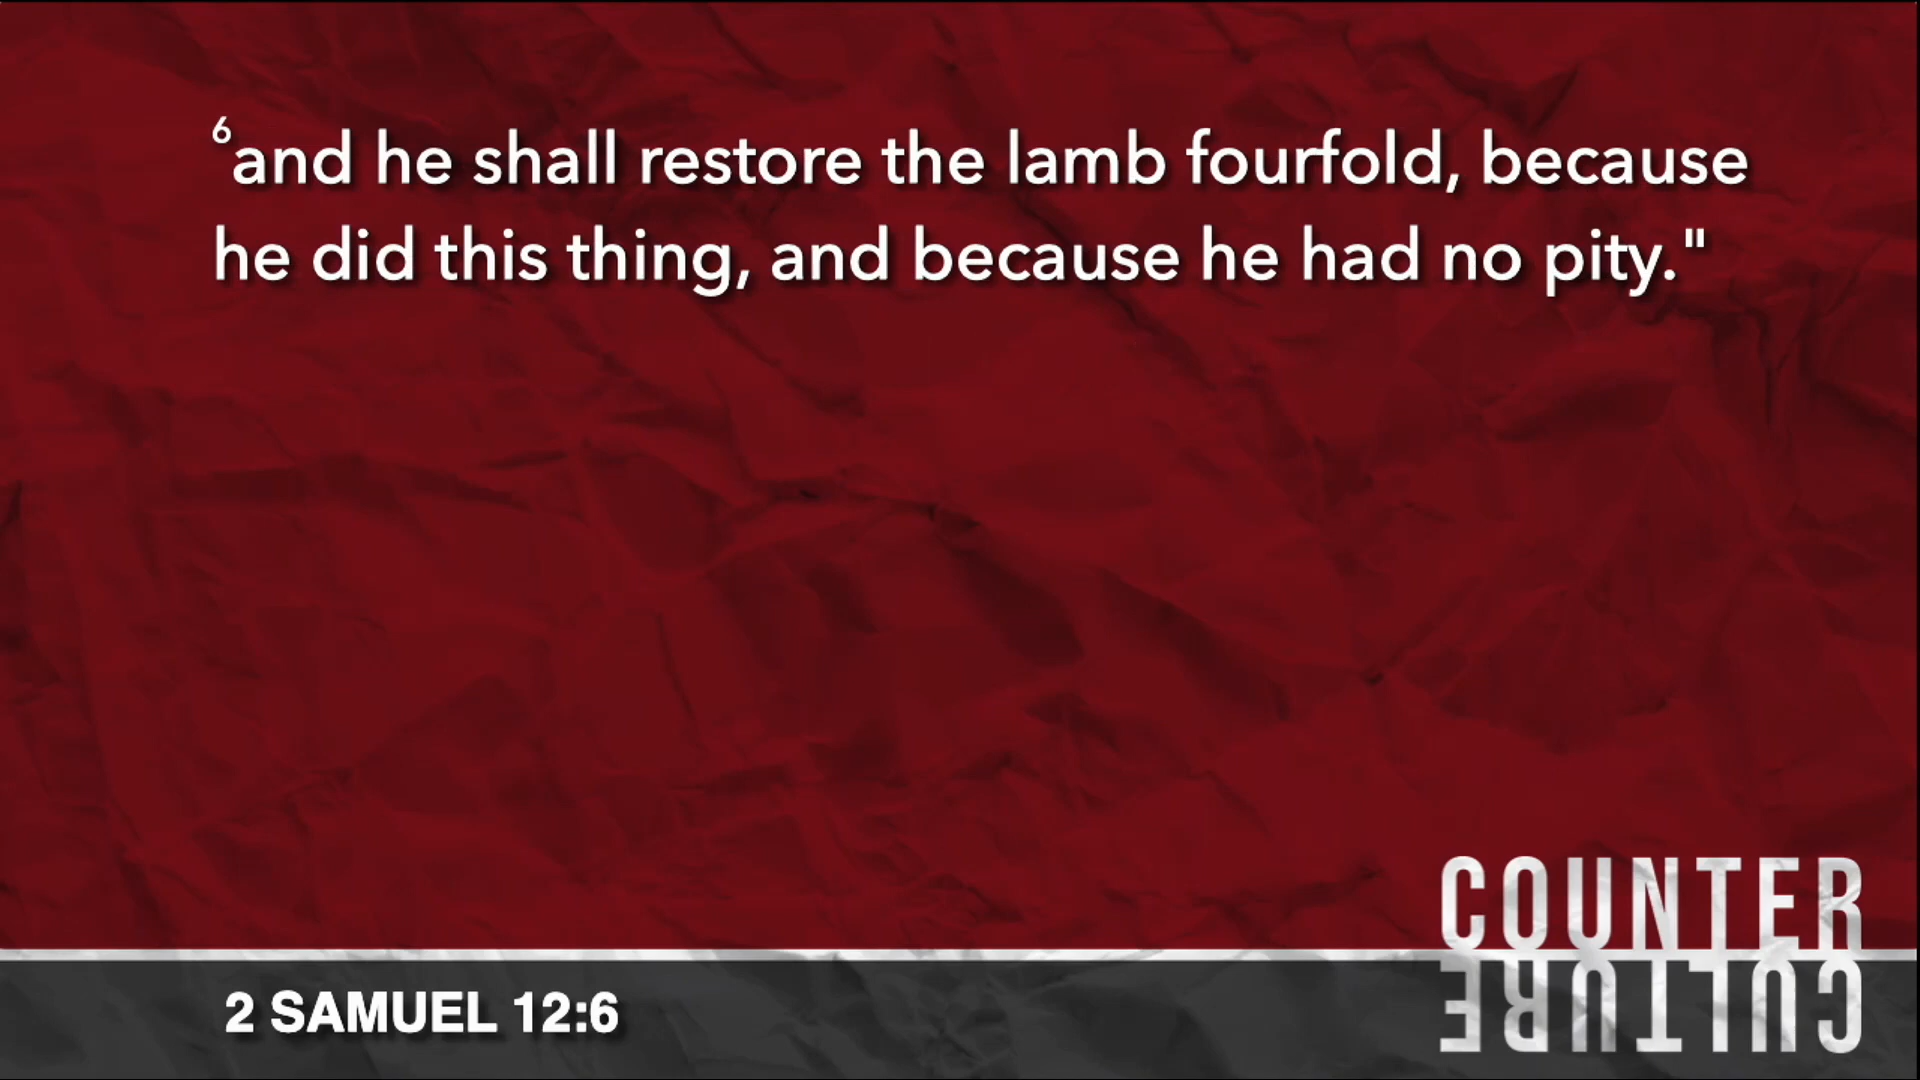 6and he shall restore the lamb fourfold, because
he did this thing, and because he had no pity."
COUNTER
CULTURE
2 SAMUEL 12:6